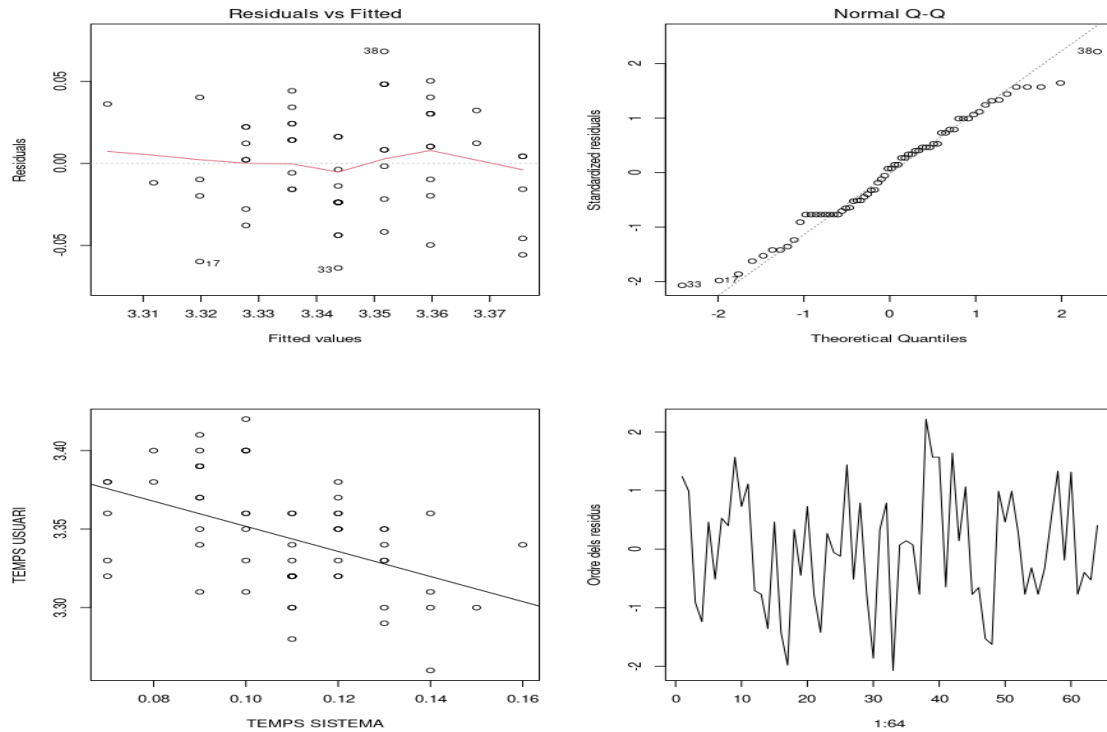 Residuals vs Fitted
Residuals
0.05
0.00
-0.05
38
17
33
3.31 3.32 3.33 3.34 3.35 3.36 3.37
Fitted values
Normal Q-Q
Standardized residuals
2
1
0
-1
-2
38
17
33
-2 -1 0 1 2
Theoretical Quantiles
TEMPS USUARI
3.40
3.35
3.30
0.08 0.10 0.12 0.14 0.16
TEMPS SISTEMA
Ordre dels residus
2
1
0
-1
-2
0 10 20 30 40 50 60
1:64